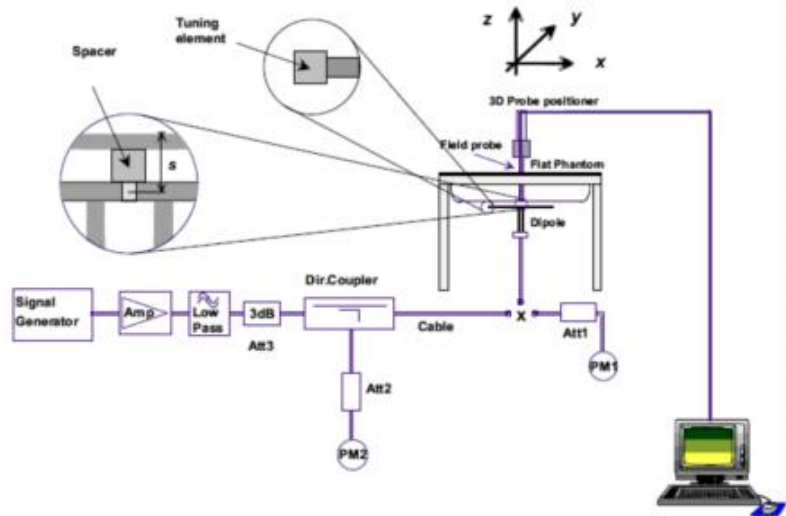 Tuning
element
Spacer
s
z
y
x
3D Probe positioner
Field probe
Flat Phantom
Dipole
Dir.Coupler
Signal
Generator
Amp
Low
Pass
3dB
Att3
Cable
x
Att1
PM1
Att2
PM2